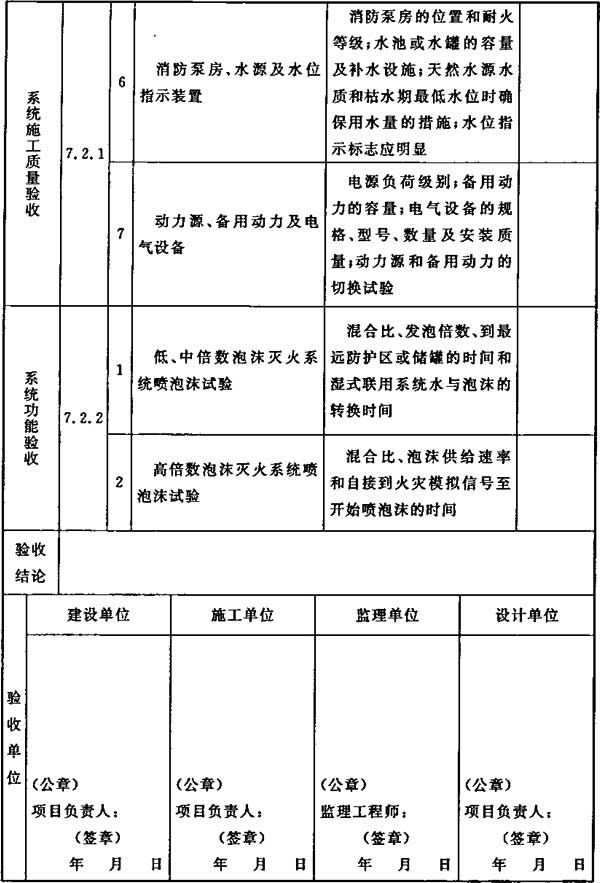 系统施工质量验收
7.2.1
6
消防泵房、水源及水位
指示装置
消防泵房的位置和耐火
等级;水池或水罐的容量
及补水设施;天然水源水
质和枯水期最低水位时确
保用水量的措施;水位指
示标志应明显
7
动力源、备用动力及电
气设备
电源负荷级别;备用动
力的容量;电气设备的规
格、型号、数量及安装质
量;动力源和备用动力的
切换试验
系统功能验收
7.2.2
1
低、中倍数泡沫灭火系
统喷泡沫试验
混合比、发泡倍数、到最
远防护区或储罐的时间和
湿式联用系统水与泡沫的
转换时间
2
高倍数泡沫灭火系统喷
泡沫试验
混合比、泡沫供给速率
和自接到火灾模拟信号至
开始喷泡沫的时间
验收
结论
验收单位
建设单位
(公章)
项目负责人:
(签章)
年 月 日
施工单位
(公章)
项目负责人:
(签章)
年 月 日
监理单位
(公章)
监理工程师:
(签章)
年 月 日
设计单位
(公章)
项目负责人:
(签章)
年 月 日